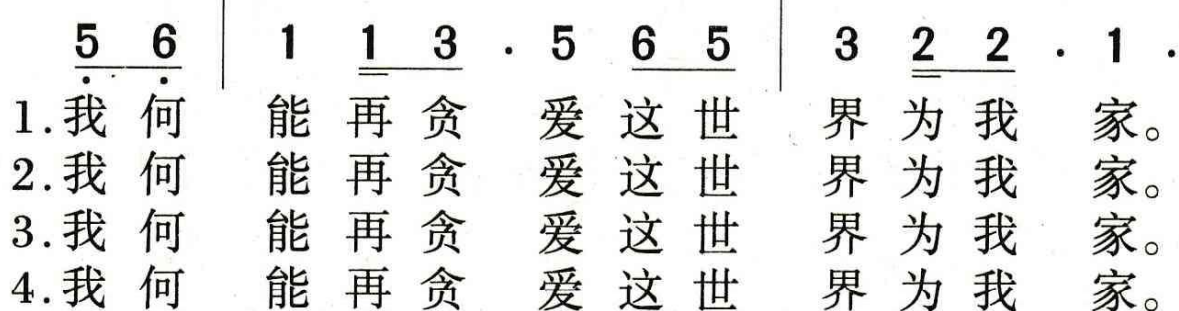 5 6 | 1 1 3 . 5 6 5 | 3 2 2 . 1 .
1.我 何 能 再 贪 爱 这 世 界 为 我 家。
2.我 何 能 再 贪 爱 这 世 界 为 我 家。
3.我 何 能 再 贪 爱 这 世 界 为 我 家。
4.我 何 能 再 贪 爱 这 世 界 为 我 家。